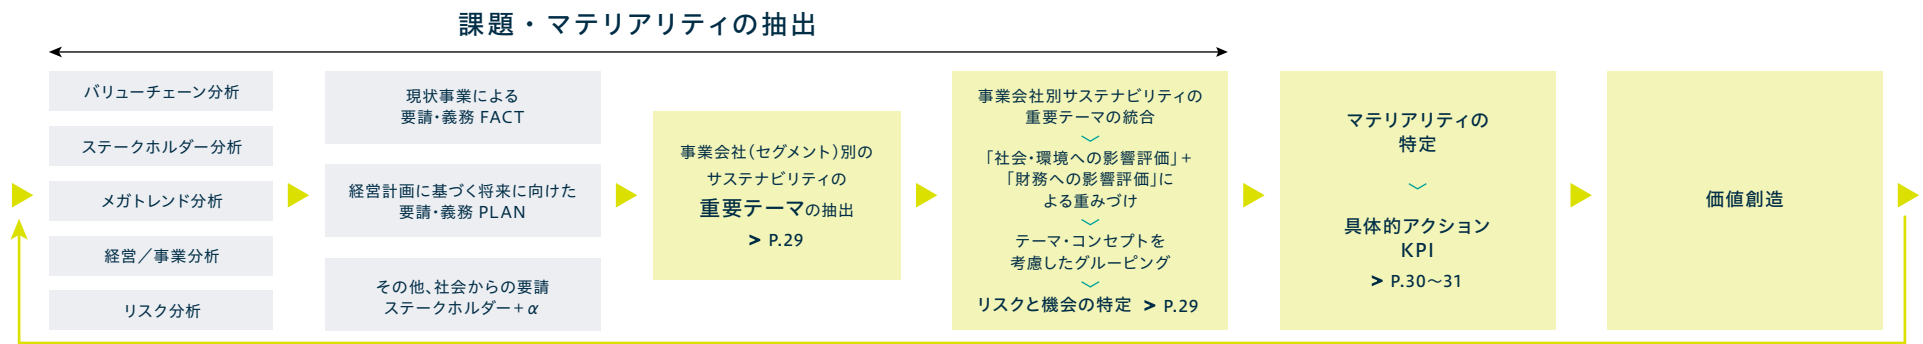 課題・マテリアリティの抽出
バリューチェーン分析
ステークホルダー分析
メガトレンド分析
経営／事業分析
リスク分析
現状事業による
要請・義務 FACT
経営計画に基づく将来に向けた
要請・義務 PLAN
その他、社会からの要請
ステークホルダー＋α
事業会社（セグメント）別の
サステナビリティの
重要テーマの抽出
> P.29
事業会社別サステナビリティの
重要テーマの統合
「社会・環境への影響評価」＋
「財務への影響評価」に
よる重みづけ
テーマ・コンセプトを
考慮したグルーピング
リスクと機会の特定 > P.29
マテリアリティの
特定
具体的アクション
KPI
> P.30〜31
価値創造